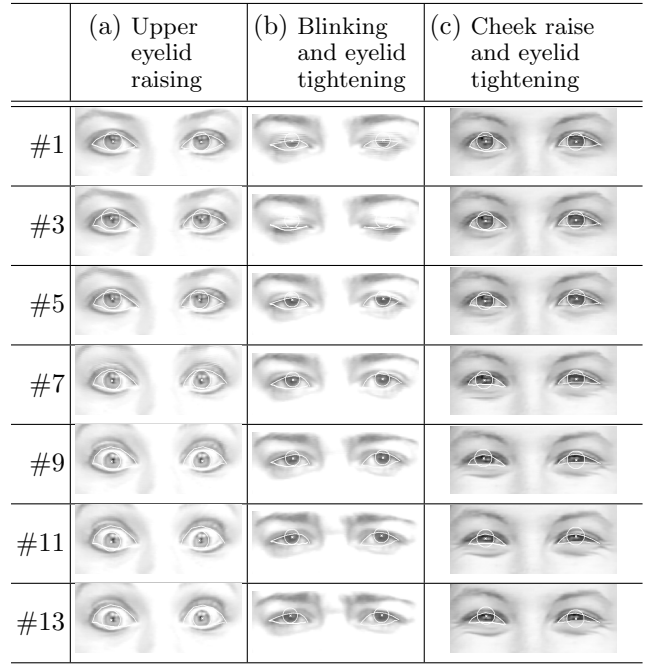 (a) Upper eyelid raising
(b) Blinking and eyelid tightening
(c) Cheek raise and eyelid tightening
#1
#3
#5
#7
#9
#11
#13